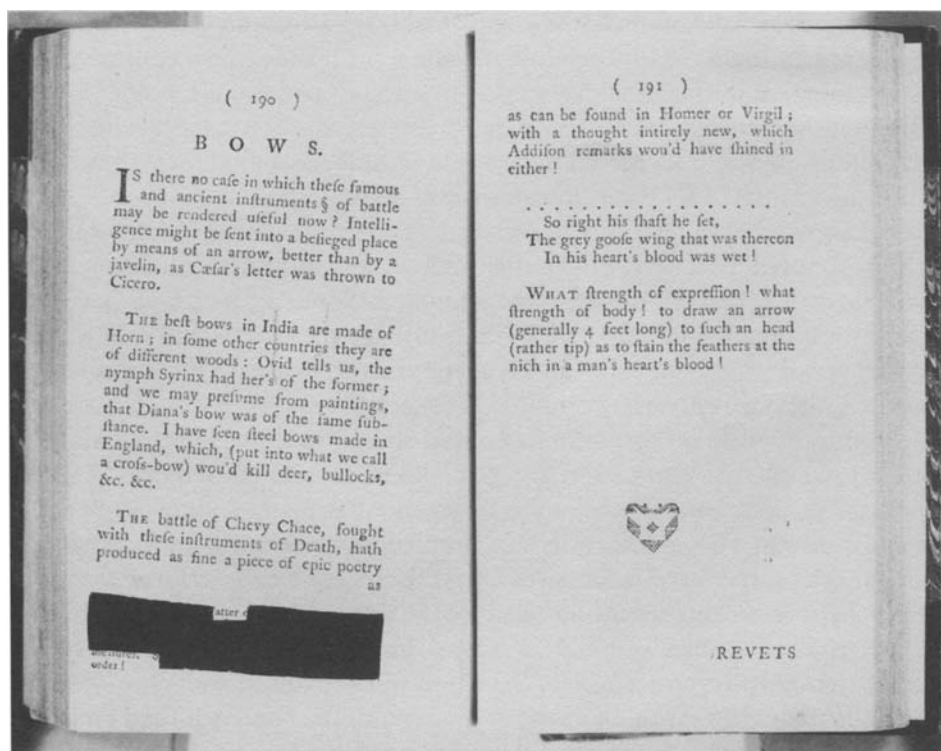 ( 190 )
BOWS.
IS there no caſe in which theſe famous
and ancient inſtruments § of battle
may be rendered uſeful now ? Intelli-
gence might be ſent into a beſieged place
by means of an arrow, better than by a
javelin, as Cæſar's letter was thrown to
Cicero.
THE beſt bows in India are made of
Horn ; in ſome other countries they are
of different woods : Ovid tells us, the
nymph Syrinx had her's of the former ;
and we may preſume from paintings,
that Diana's bow was of the ſame ſub-
ſtance. I have ſeen ſteel bows made in
England, which, (put into what we call
a croſs-bow) wou'd kill deer, bullocks,
&c. &c.
THE battle of Chevy Chace, fought
with theſe inſtruments of Death, hath
produced as fine a piece of epic poetry
as
order !
( 191 )
as can be found in Homer or Virgil ;
with a thought intirely new, which
Addiſon remarks wou'd have ſhined in
either !
. . . . . . . . . . . . . . . . . . .
So right his ſhaft he ſet,
The grey gooſe wing that was thereon
In his heart's blood was wet !
WHAT ſtrength of expreſſion ! what
ſtrength of body ! to draw an arrow
(generally 4 feet long) to ſuch an head
(rather tip) as to ſtain the feathers at the
nich in a man's heart's blood !
REVETS